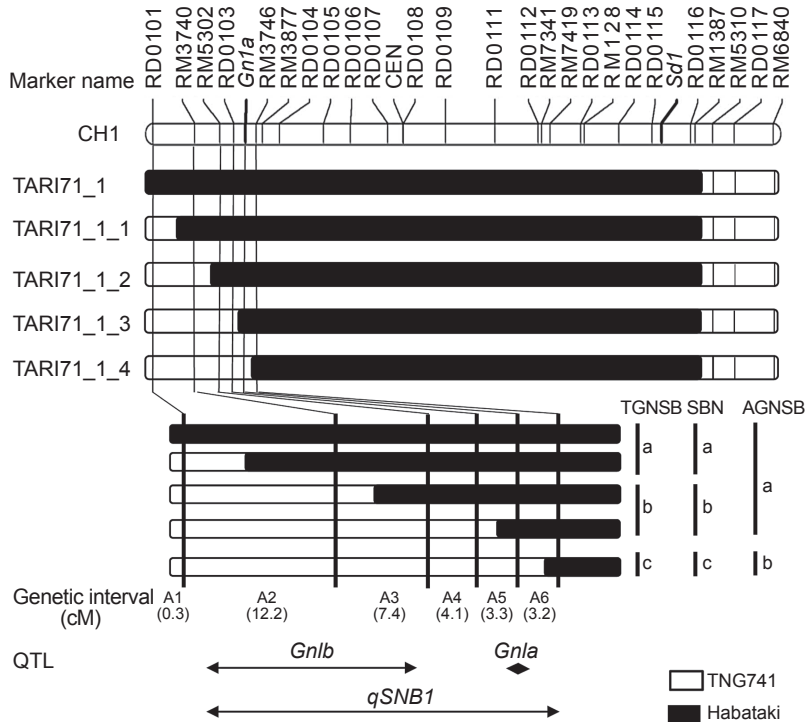 Marker name RD0101 RM3740 RM5302 RD0103 Gn1a RM3746 RM3877 RD0104 RD0105 RD0106 RD0107 CEN RD0108 RD0109 RD0111 RD0112 RM7341 RM7419 RD0113 RM128 RD0114 RD0115 Sd1 RD0116 RM1387 RM5310 RD0117 RM6840
CH1
TARI71_1
TARI71_1_1
TARI71_1_2
TARI71_1_3
TARI71_1_4
TGNSB SBN AGNSB
a a
a
b b
c c b
Genetic interval A1 A2 A3 A4 A5 A6
(cM) (0.3) (12.2) (7.4) (4.1) (3.3) (3.2)
QTL Gnlb Gnla
qSNB1
TNG741
Habataki